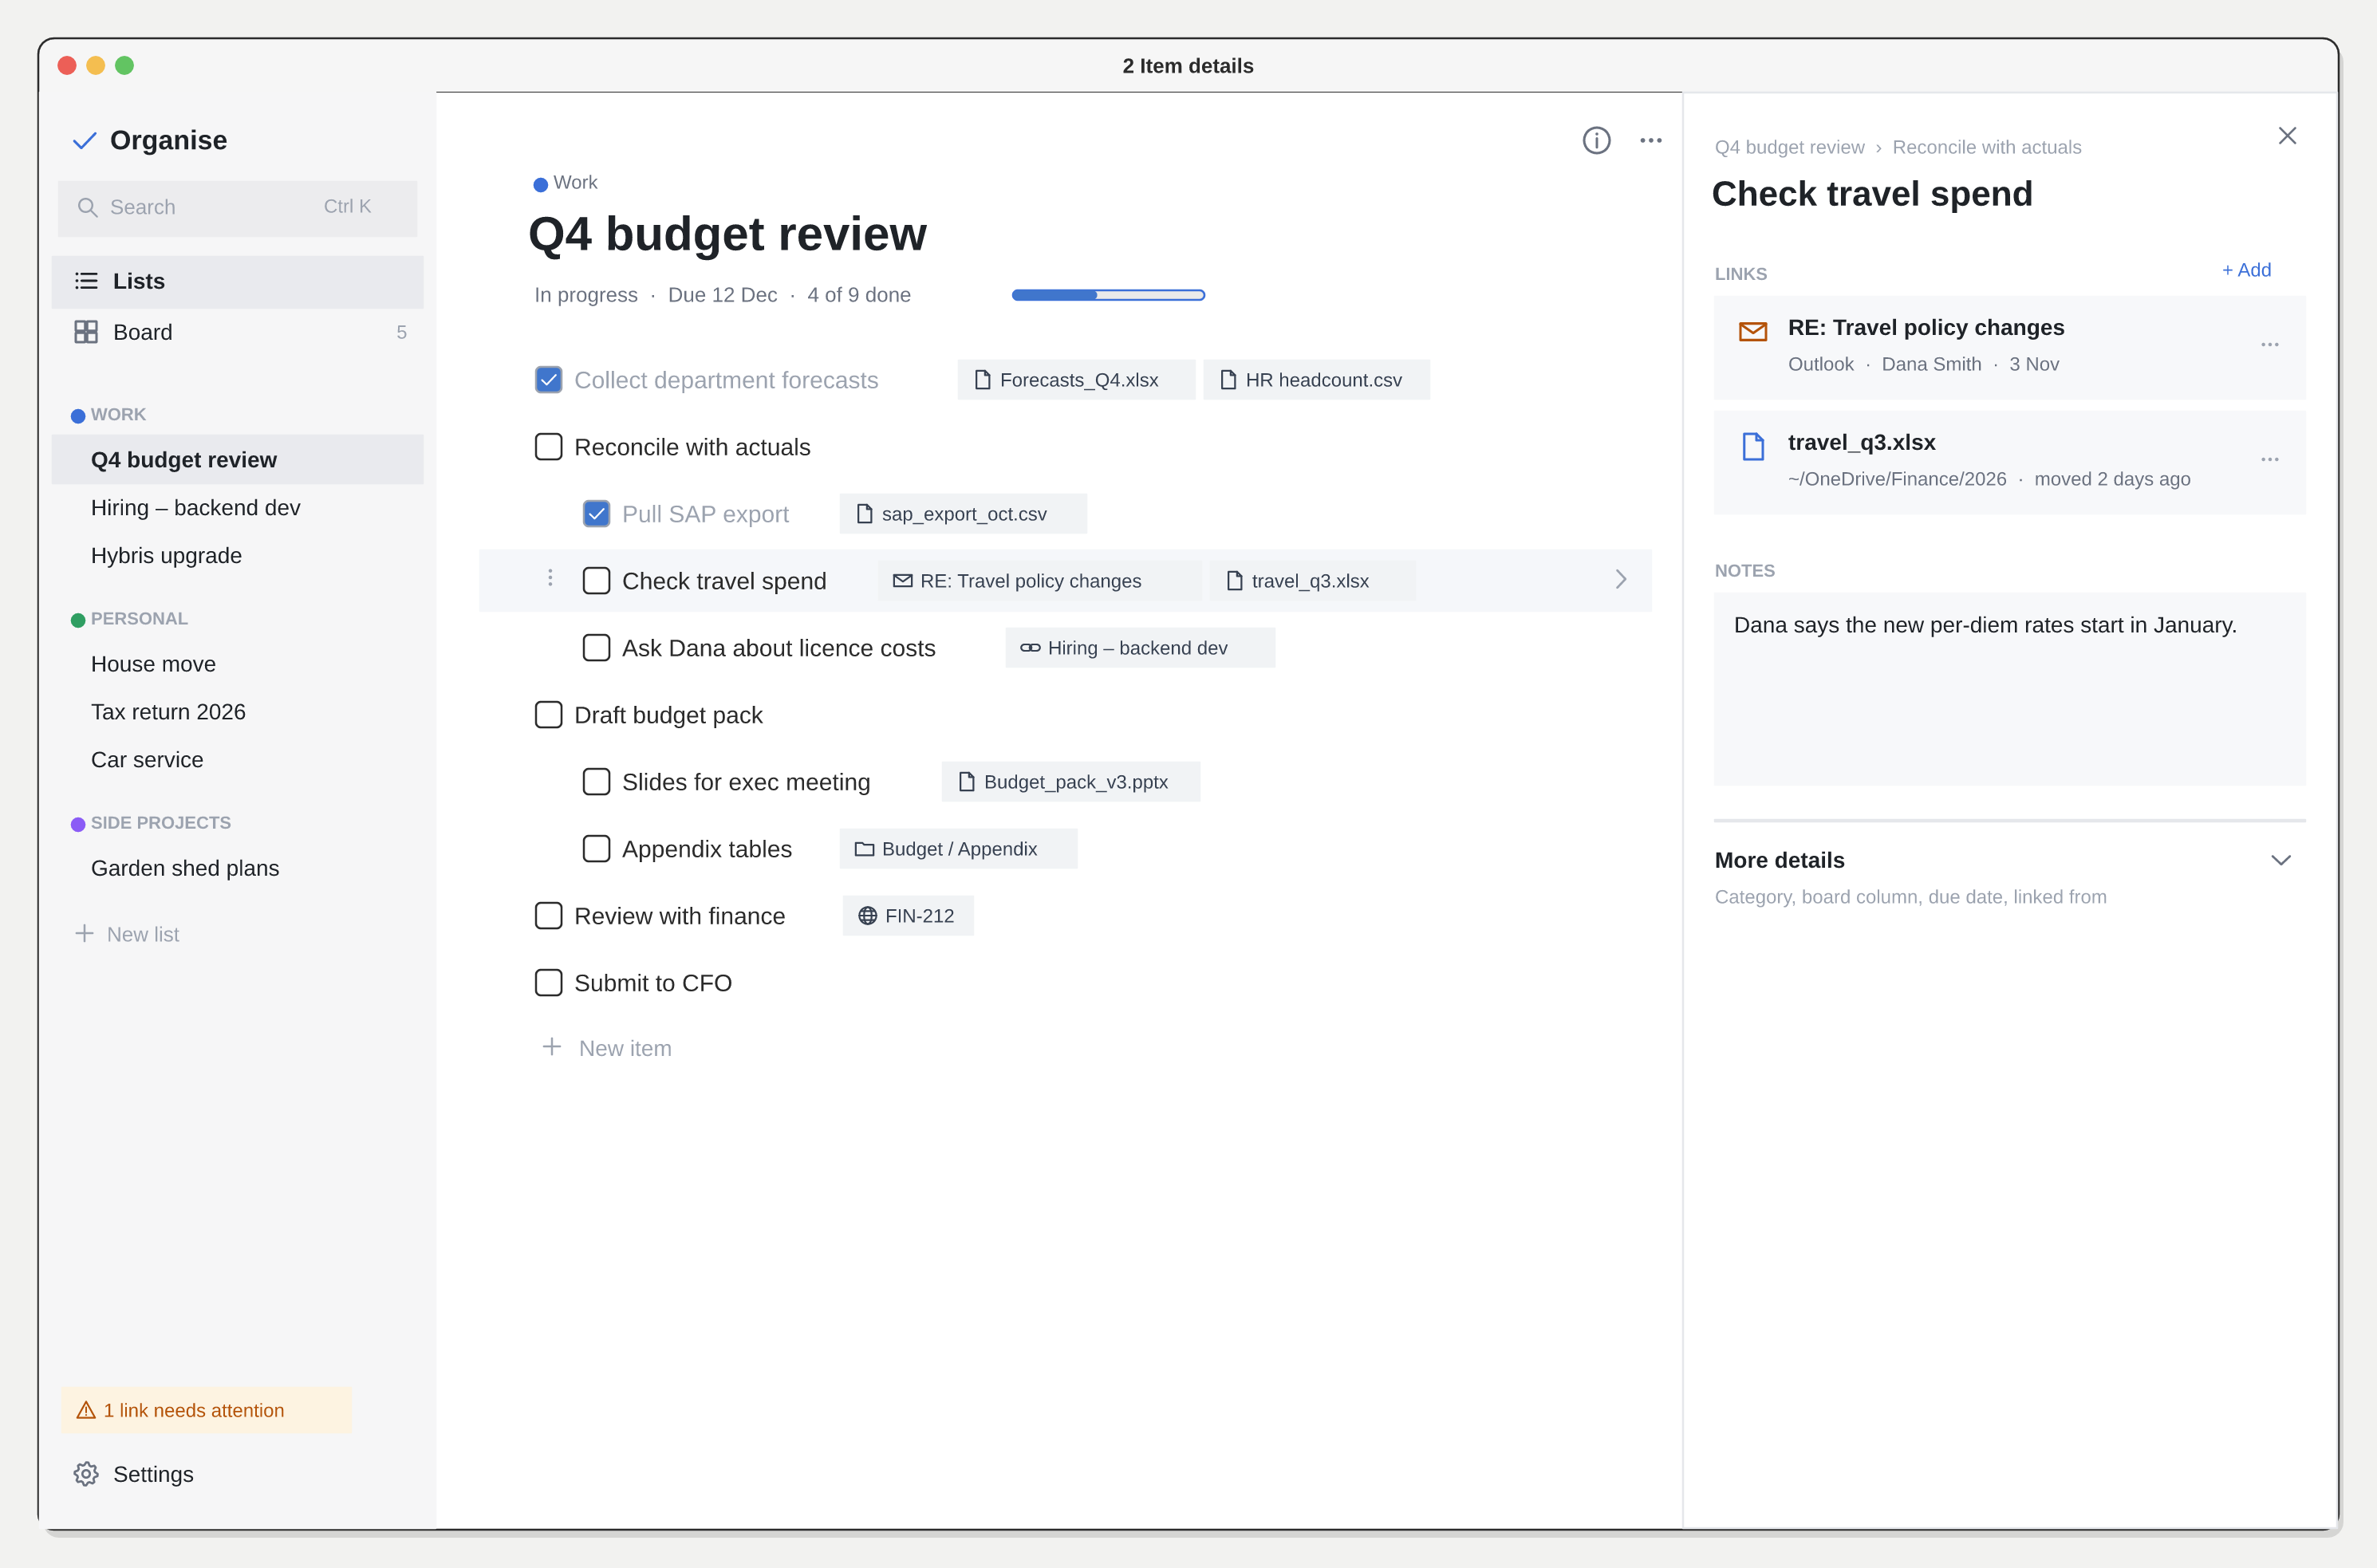 2 Item details
Organise
Search Ctrl K
Lists
Board 5
WORK
Q4 budget review
Hiring – backend dev
Hybris upgrade
PERSONAL
House move
Tax return 2026
Car service
SIDE PROJECTS
Garden shed plans
New list
1 link needs attention
Settings
Work
Q4 budget review
In progress · Due 12 Dec · 4 of 9 done
Collect department forecasts Forecasts_Q4.xlsx HR headcount.csv
Reconcile with actuals
Pull SAP export sap_export_oct.csv
Check travel spend RE: Travel policy changes travel_q3.xlsx
Ask Dana about licence costs Hiring – backend dev
Draft budget pack
Slides for exec meeting Budget_pack_v3.pptx
Appendix tables Budget / Appendix
Review with finance FIN-212
Submit to CFO
New item
Q4 budget review › Reconcile with actuals
Check travel spend
LINKS + Add
RE: Travel policy changes
Outlook · Dana Smith · 3 Nov
travel_q3.xlsx
~/OneDrive/Finance/2026 · moved 2 days ago
NOTES
Dana says the new per-diem rates start in January.
More details
Category, board column, due date, linked from